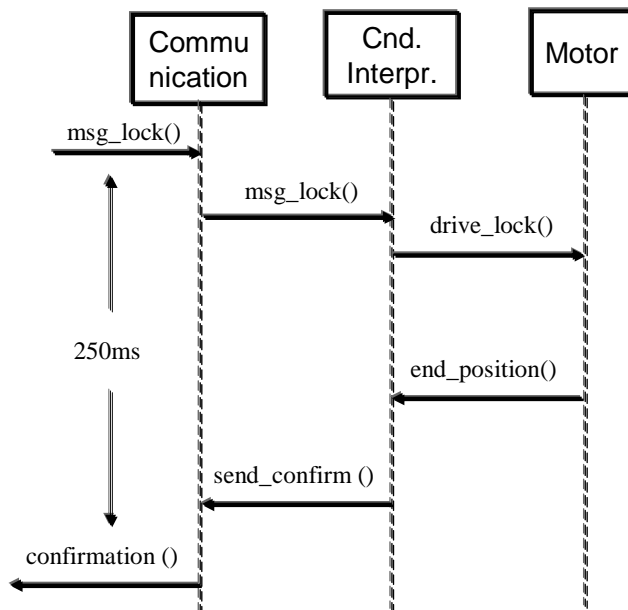 Commu
nication
Cnd.
Interpr.
Motor
msg_lock()
msg_lock()
drive_lock()
250ms
end_position()
send_confirm ()
confirmation ()